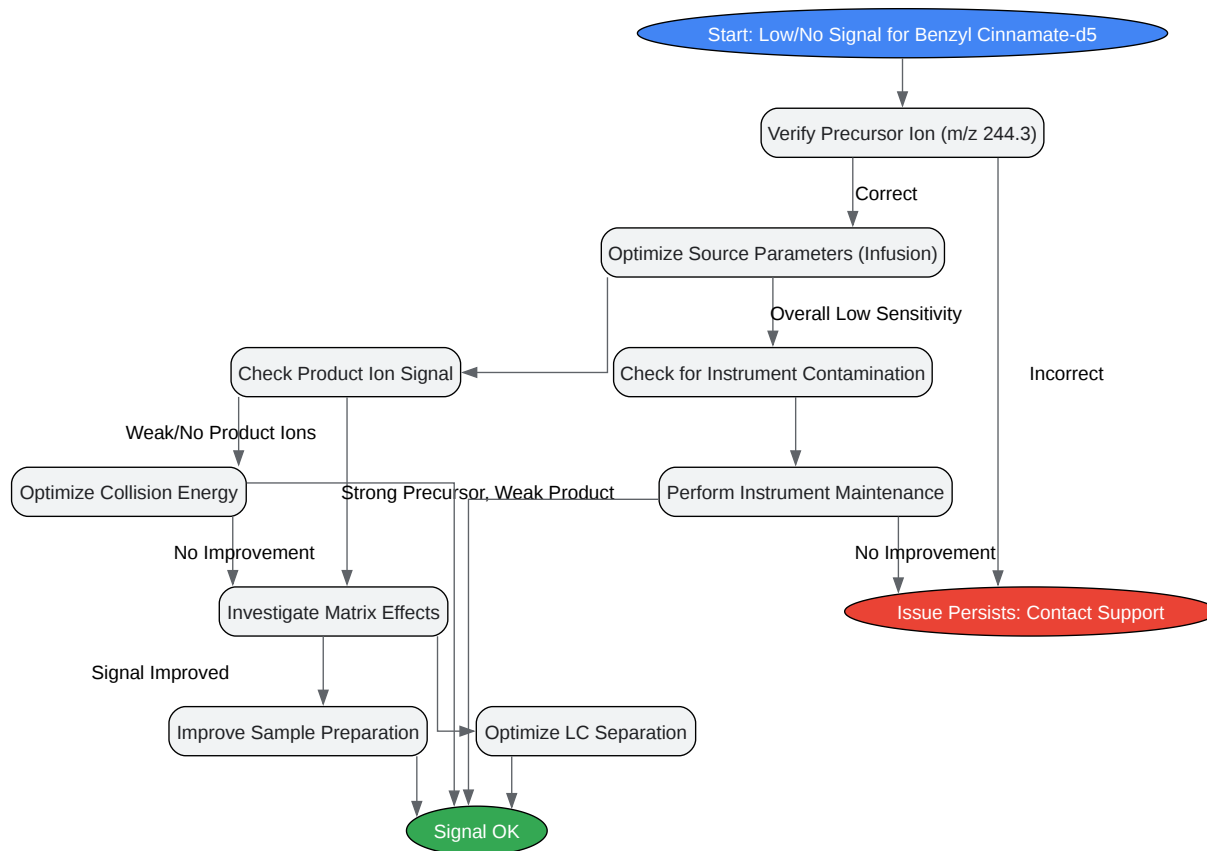 Start: Low/No Signal for Benzyl Cinnamate-d5
Verify Precursor Ion (m/z 244.3)
Correct
Optimize Source Parameters (Infusion)
Overall Low Sensitivity
Check Product Ion Signal
Check for Instrument Contamination
Incorrect
Weak/No Product Ions
Optimize Collision Energy
Strong Precursor, Weak Product
Perform Instrument Maintenance
No Improvement
No Improvement
Investigate Matrix Effects
Issue Persists: Contact Support
Signal Improved
Improve Sample Preparation
Optimize LC Separation
Signal OK